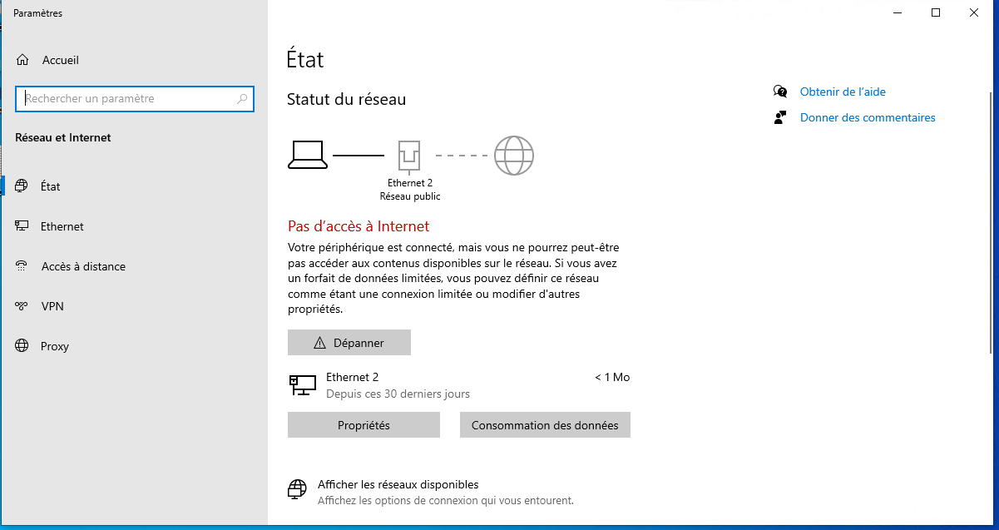 Paramètres
Accueil
Rechercher un paramètre
Réseau et Internet
État
Ethernet
Accès à distance
VPN
Proxy
État
Statut du réseau
Ethernet 2
Réseau public
Pas d'accès à Internet
Votre périphérique est connecté, mais vous ne pourrez peut-être
pas accéder aux contenus disponibles sur le réseau. Si vous avez
un forfait de données limitées, vous pouvez définir ce réseau
comme étant une connexion limitée ou modifier d'autres
propriétés.
Dépanner
Ethernet 2
< 1 Mo
Depuis ces 30 derniers jours
Propriétés
Consommation des données
Afficher les réseaux disponibles
Affichez les options de connexion qui vous entourent.
Obtenir de l'aide
Donner des commentaires